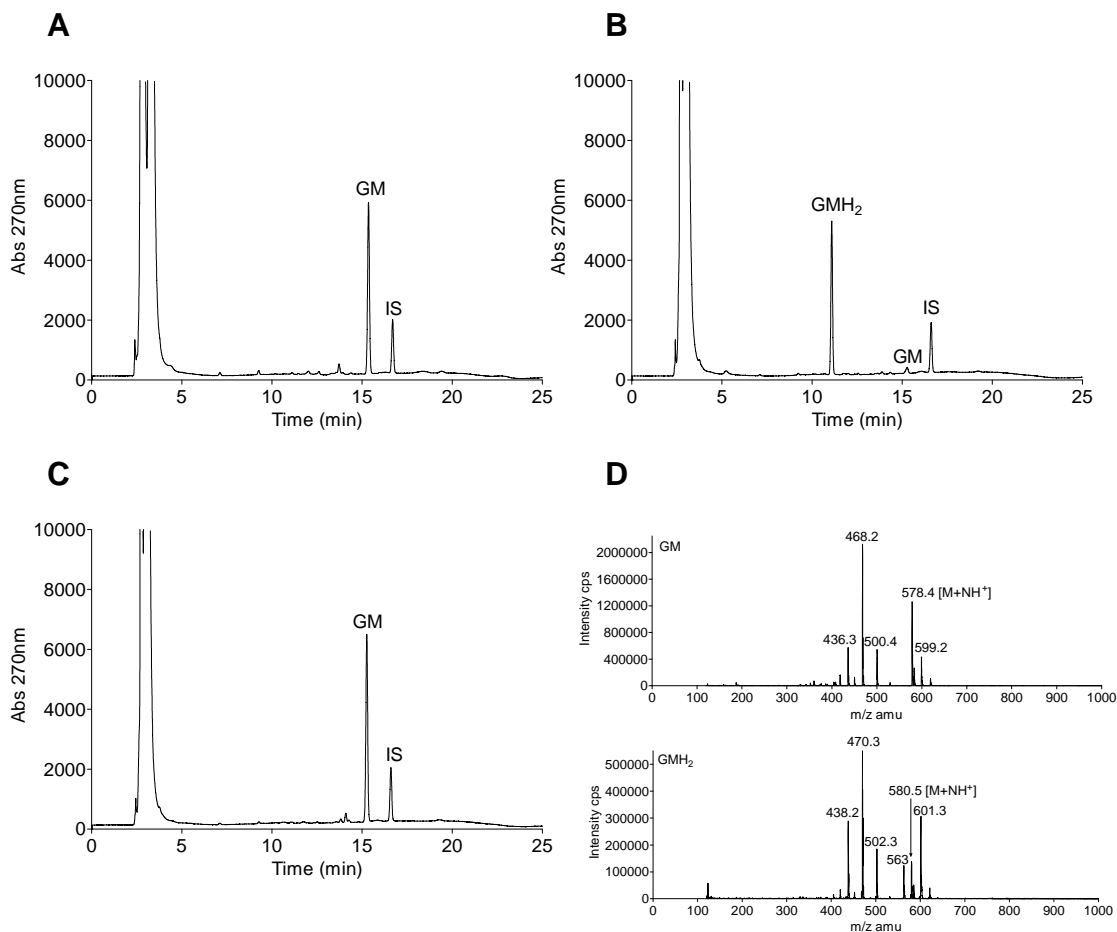 A
Abs 270nm
10000
8000
6000
4000
2000
0
GM
IS
0 5 10 15 20 25
Time (min)
B
Abs 270nm
10000
8000
6000
4000
2000
0
GMH₂
GM
IS
0 5 10 15 20 25
Time (min)
C
Abs 270nm
10000
8000
6000
4000
2000
0
GM
IS
0 5 10 15 20 25
Time (min)
D
Intensity cps
2000000
1600000
1200000
800000
400000
0
GM
468.2
578.4 [M+NH⁺]
436.3
500.4
599.2
0 100 200 300 400 500 600 700 800 900 1000
m/z amu
Intensity cps
500000
400000
300000
200000
100000
0
GMH₂
470.3
580.5 [M+NH⁺]
438.2
601.3
502.3
563
0 100 200 300 400 500 600 700 800 900 1000
m/z amu